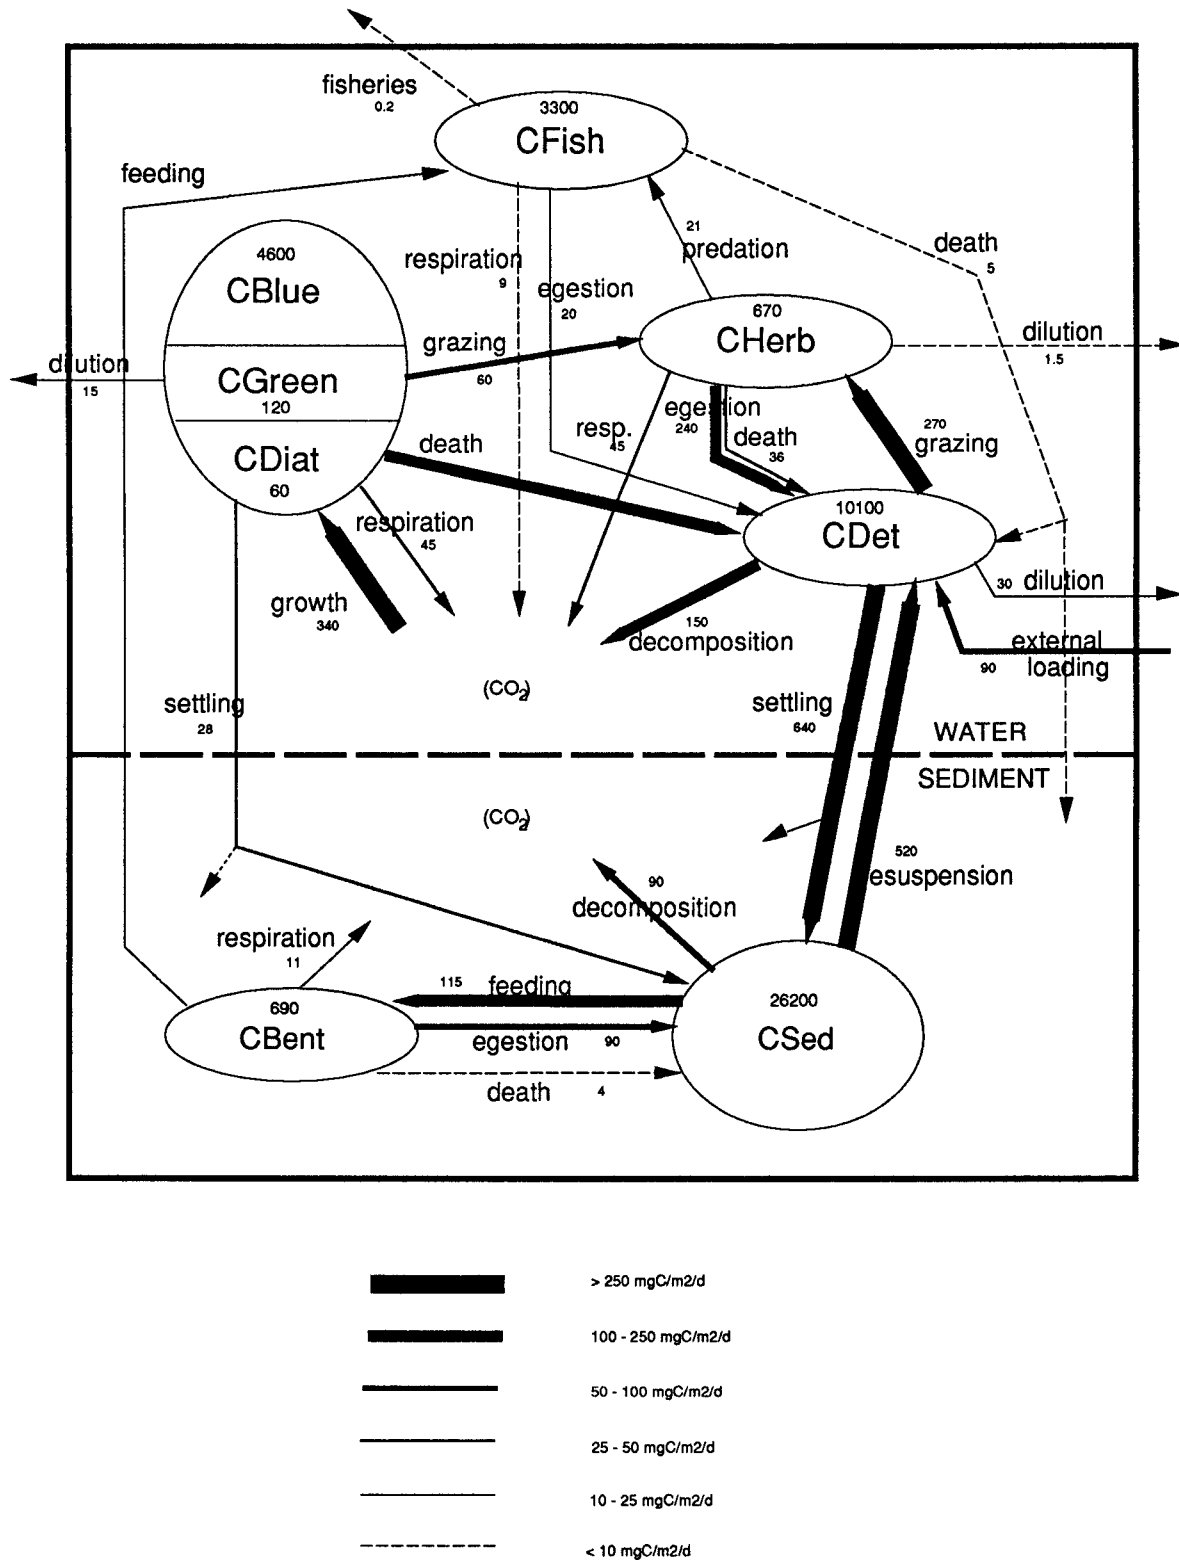 fisheries
0.2
3300
CFish
feeding
4600
CBlue
respiration
9
egestion
20
21
predation
death
5
670
CHerb
grazing
60
dilution
1.5
dilution
15
CGreen
120
egestion
240
death
36
resp.
45
270
grazing
death
CDiat
60
10100
CDet
respiration
45
growth
340
150
decomposition
30
dilution
external
loading
90
(CO2)
settling
28
settling
640
WATER
SEDIMENT
(CO2)
520
esuspension
90
decomposition
respiration
11
115
feeding
690
CBent
26200
CSed
egestion
90
death
4
> 250 mgC/m2/d
100 - 250 mgC/m2/d
50 - 100 mgC/m2/d
25 - 50 mgC/m2/d
10 - 25 mgC/m2/d
< 10 mgC/m2/d